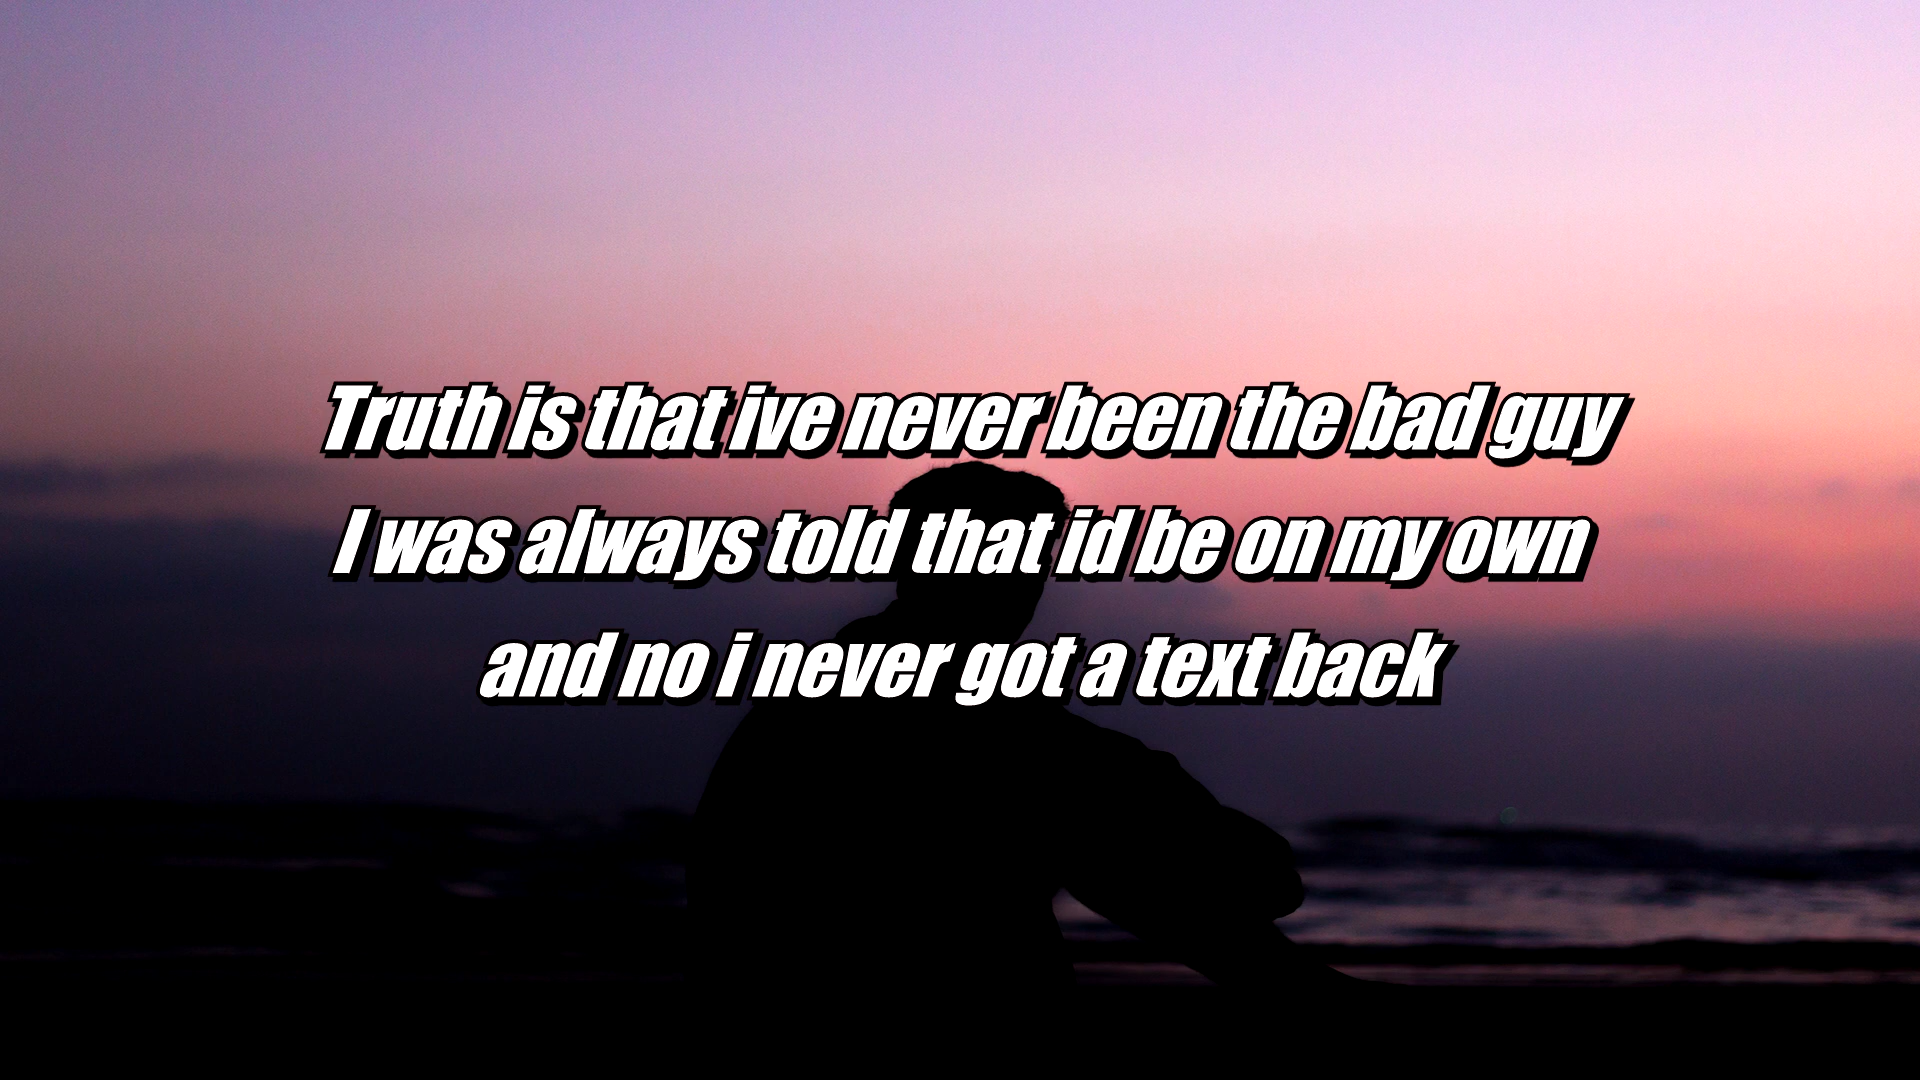 Truth is that ive never been the bad guy
I was always told that id be on my own
and no i never got a text back